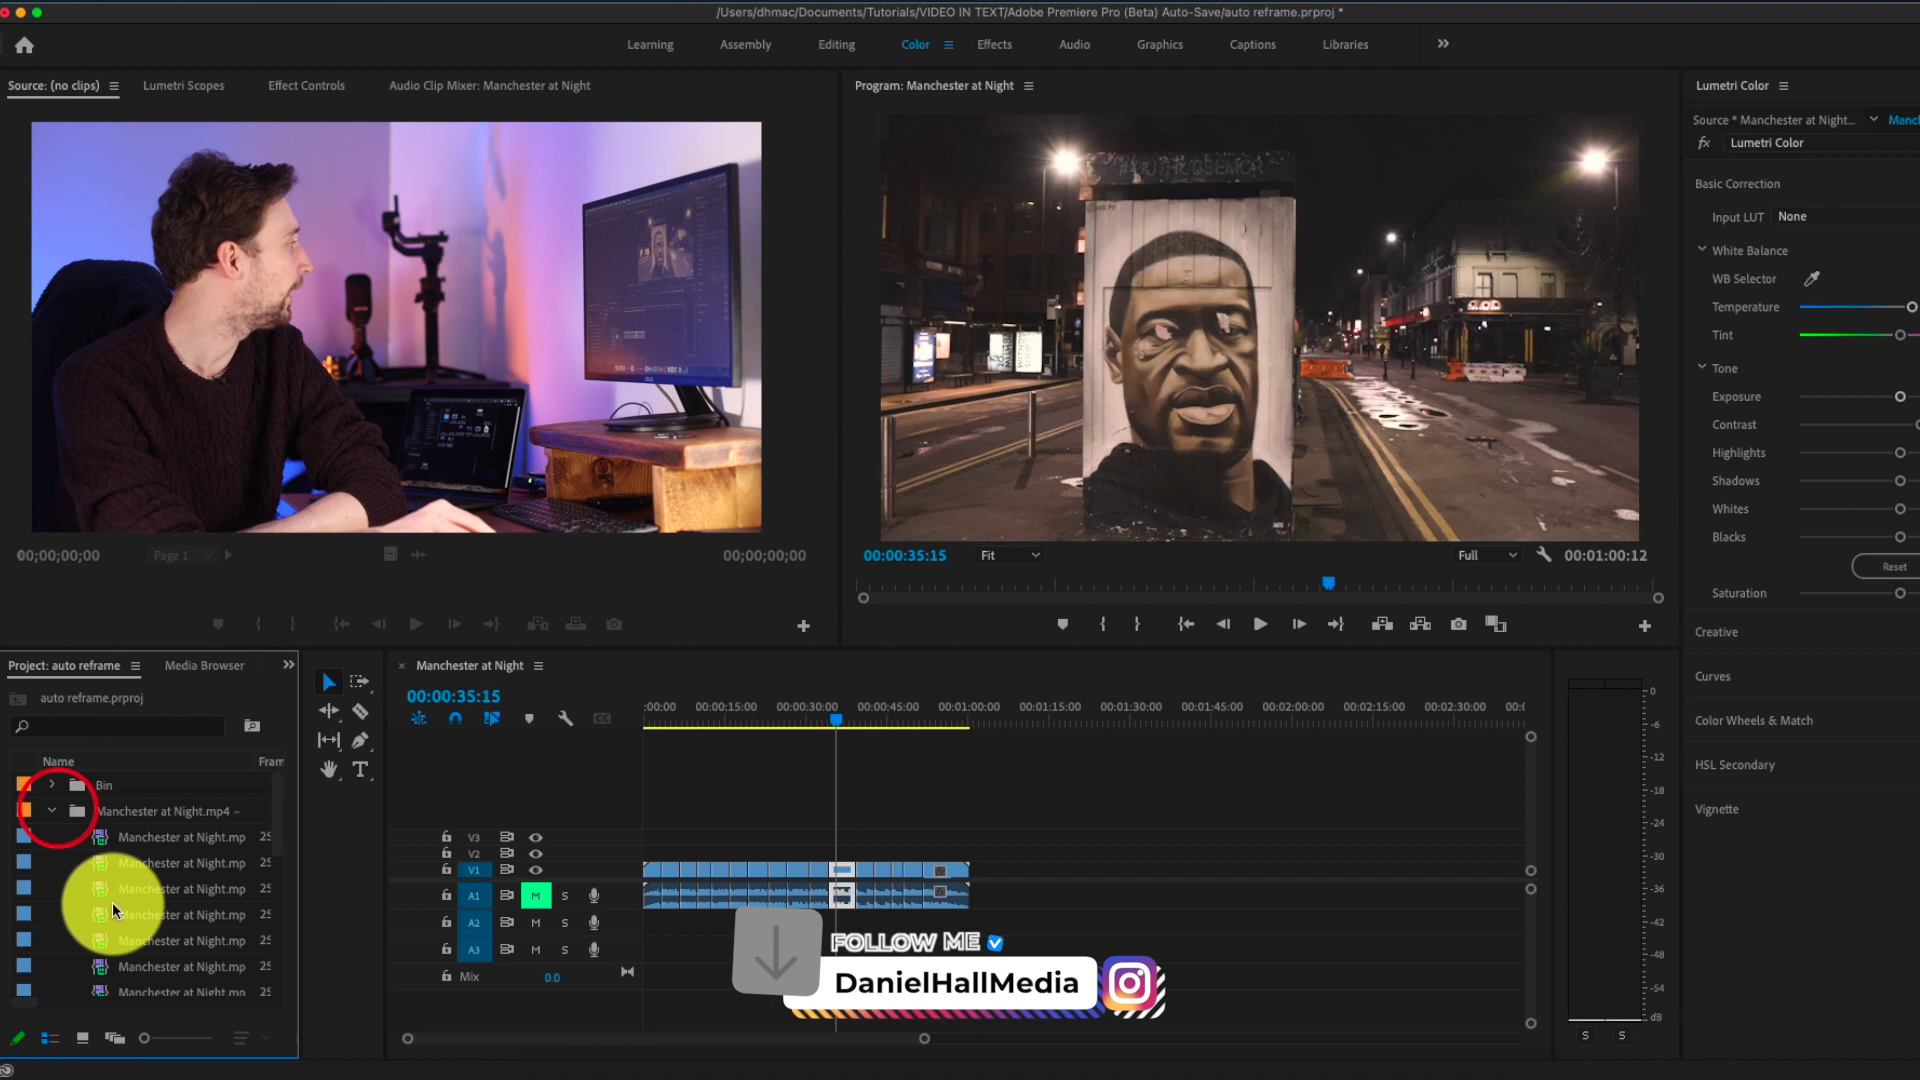 /Users/dhmac/Documents/Tutorials/VIDEO IN TEXT/Adobe Premiere Pro (Beta) Auto-Save/auto reframe.prproj *
Learning
Assembly
Editing
Color
Effects
Audio
Graphics
Captions
Libraries
Source: (no clips)
Lumetri Scopes
Effect Controls
Audio Clip Mixer: Manchester at Night
Program: Manchester at Night
Lumetri Color
Source * Manchester at Night...
Manch
fx Lumetri Color
Basic Correction
Input LUT None
White Balance
WB Selector
Temperature
Tint
Tone
Exposure
Contrast
Highlights
Shadows
Whites
Blacks
Reset
Saturation
Creative
Curves
Color Wheels & Match
HSL Secondary
Vignette
00;00;00;00
Page 1
00;00;00;00
00:00:35:15
Fit
Full
00:01:00:12
Project: auto reframe
Media Browser
auto reframe.prproj
Name
Fram
Bin
Manchester at Night.mp4 –
Manchester at Night.mp 25
Manchester at Night.mp 25
Manchester at Night.mp 25
Manchester at Night.mp 25
Manchester at Night.mp 25
Manchester at Night.mp 25
Manchester at Night.mp 25
Manchester at Night
00:00:35:15
:00:00 00:00:15:00 00:00:30:00 00:00:45:00 00:01:00:00 00:01:15:00 00:01:30:00 00:01:45:00 00:02:00:00 00:02:15:00 00:02:30:00 00:0
V3
V2
V1
A1 M S
A2 M S
A3 M S
Mix 0.0
FOLLOW ME
DanielHallMedia
0
-6
-12
-18
-24
-30
-36
-42
-48
-54
dB
S S